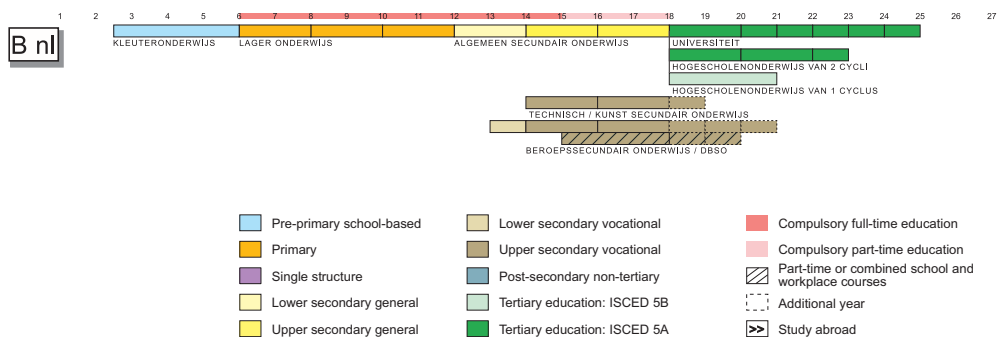 1 2 3 4 5 6 7 8 9 10 11 12 13 14 15 16 17 18 19 20 21 22 23 24 25 26 27
B nl
KLEUTERONDERWIJS LAGER ONDERWIJS ALGEMEEN SECUNDAIR ONDERWIJS UNIVERSITEIT
HOGESCHOLENONDERWIJS VAN 2 CYCLI
HOGESCHOLENONDERWIJS VAN 1 CYCLUS
TECHNISCH / KUNST SECUNDAIR ONDERWIJS
BEROEPSSECUNDAIR ONDERWIJS / DBSO
Pre-primary school-based
Primary
Single structure
Lower secondary general
Upper secondary general
Lower secondary vocational
Upper secondary vocational
Post-secondary non-tertiary
Tertiary education: ISCED 5B
Tertiary education: ISCED 5A
Compulsory full-time education
Compulsory part-time education
Part-time or combined school and
workplace courses
Additional year
>> Study abroad